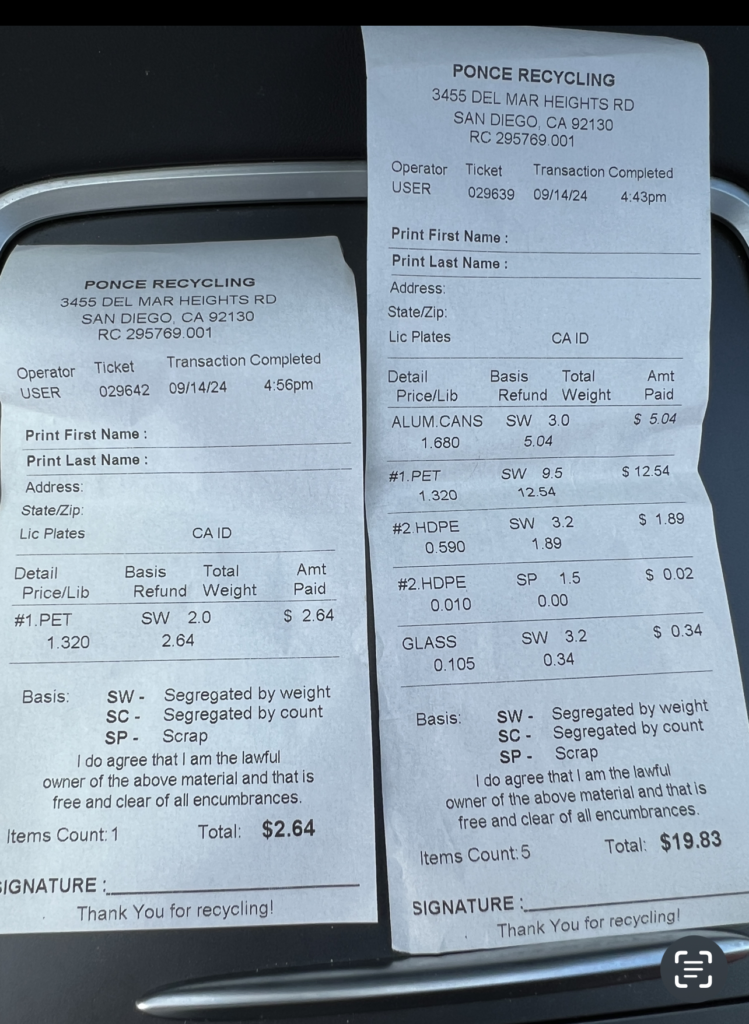 PONCE RECYCLING
3455 DEL MAR HEIGHTS RD
SAN DIEGO, CA 92130
RC 295769.001
Operator Ticket Transaction Completed
USER 029642 09/14/24 4:56pm
Print First Name :
Print Last Name :
Address:
State/Zip:
Lic Plates CA ID
Detail Basis Total Amt
Price/Lib Refund Weight Paid
#1.PET SW 2.0 $ 2.64
1.320 2.64
Basis: SW - Segregated by weight
SC - Segregated by count
SP - Scrap
I do agree that I am the lawful
owner of the above material and that is
free and clear of all encumbrances.
Items Count: 1 Total: $2.64
SIGNATURE :
Thank You for recycling!
PONCE RECYCLING
3455 DEL MAR HEIGHTS RD
SAN DIEGO, CA 92130
RC 295769.001
Operator Ticket Transaction Completed
USER 029639 09/14/24 4:43pm
Print First Name :
Print Last Name :
Address:
State/Zip:
Lic Plates CA ID
Detail Basis Total Amt
Price/Lib Refund Weight Paid
ALUM.CANS SW 3.0 $ 5.04
1.680 5.04
#1.PET SW 9.5 $ 12.54
1.320 12.54
#2.HDPE SW 3.2 $ 1.89
0.590 1.89
#2.HDPE SP 1.5 $ 0.02
0.010 0.00
GLASS SW 3.2 $ 0.34
0.105 0.34
Basis: SW - Segregated by weight
SC - Segregated by count
SP - Scrap
I do agree that I am the lawful
owner of the above material and that is
free and clear of all encumbrances.
Items Count: 5 Total: $19.83
SIGNATURE :
Thank You for recycling!